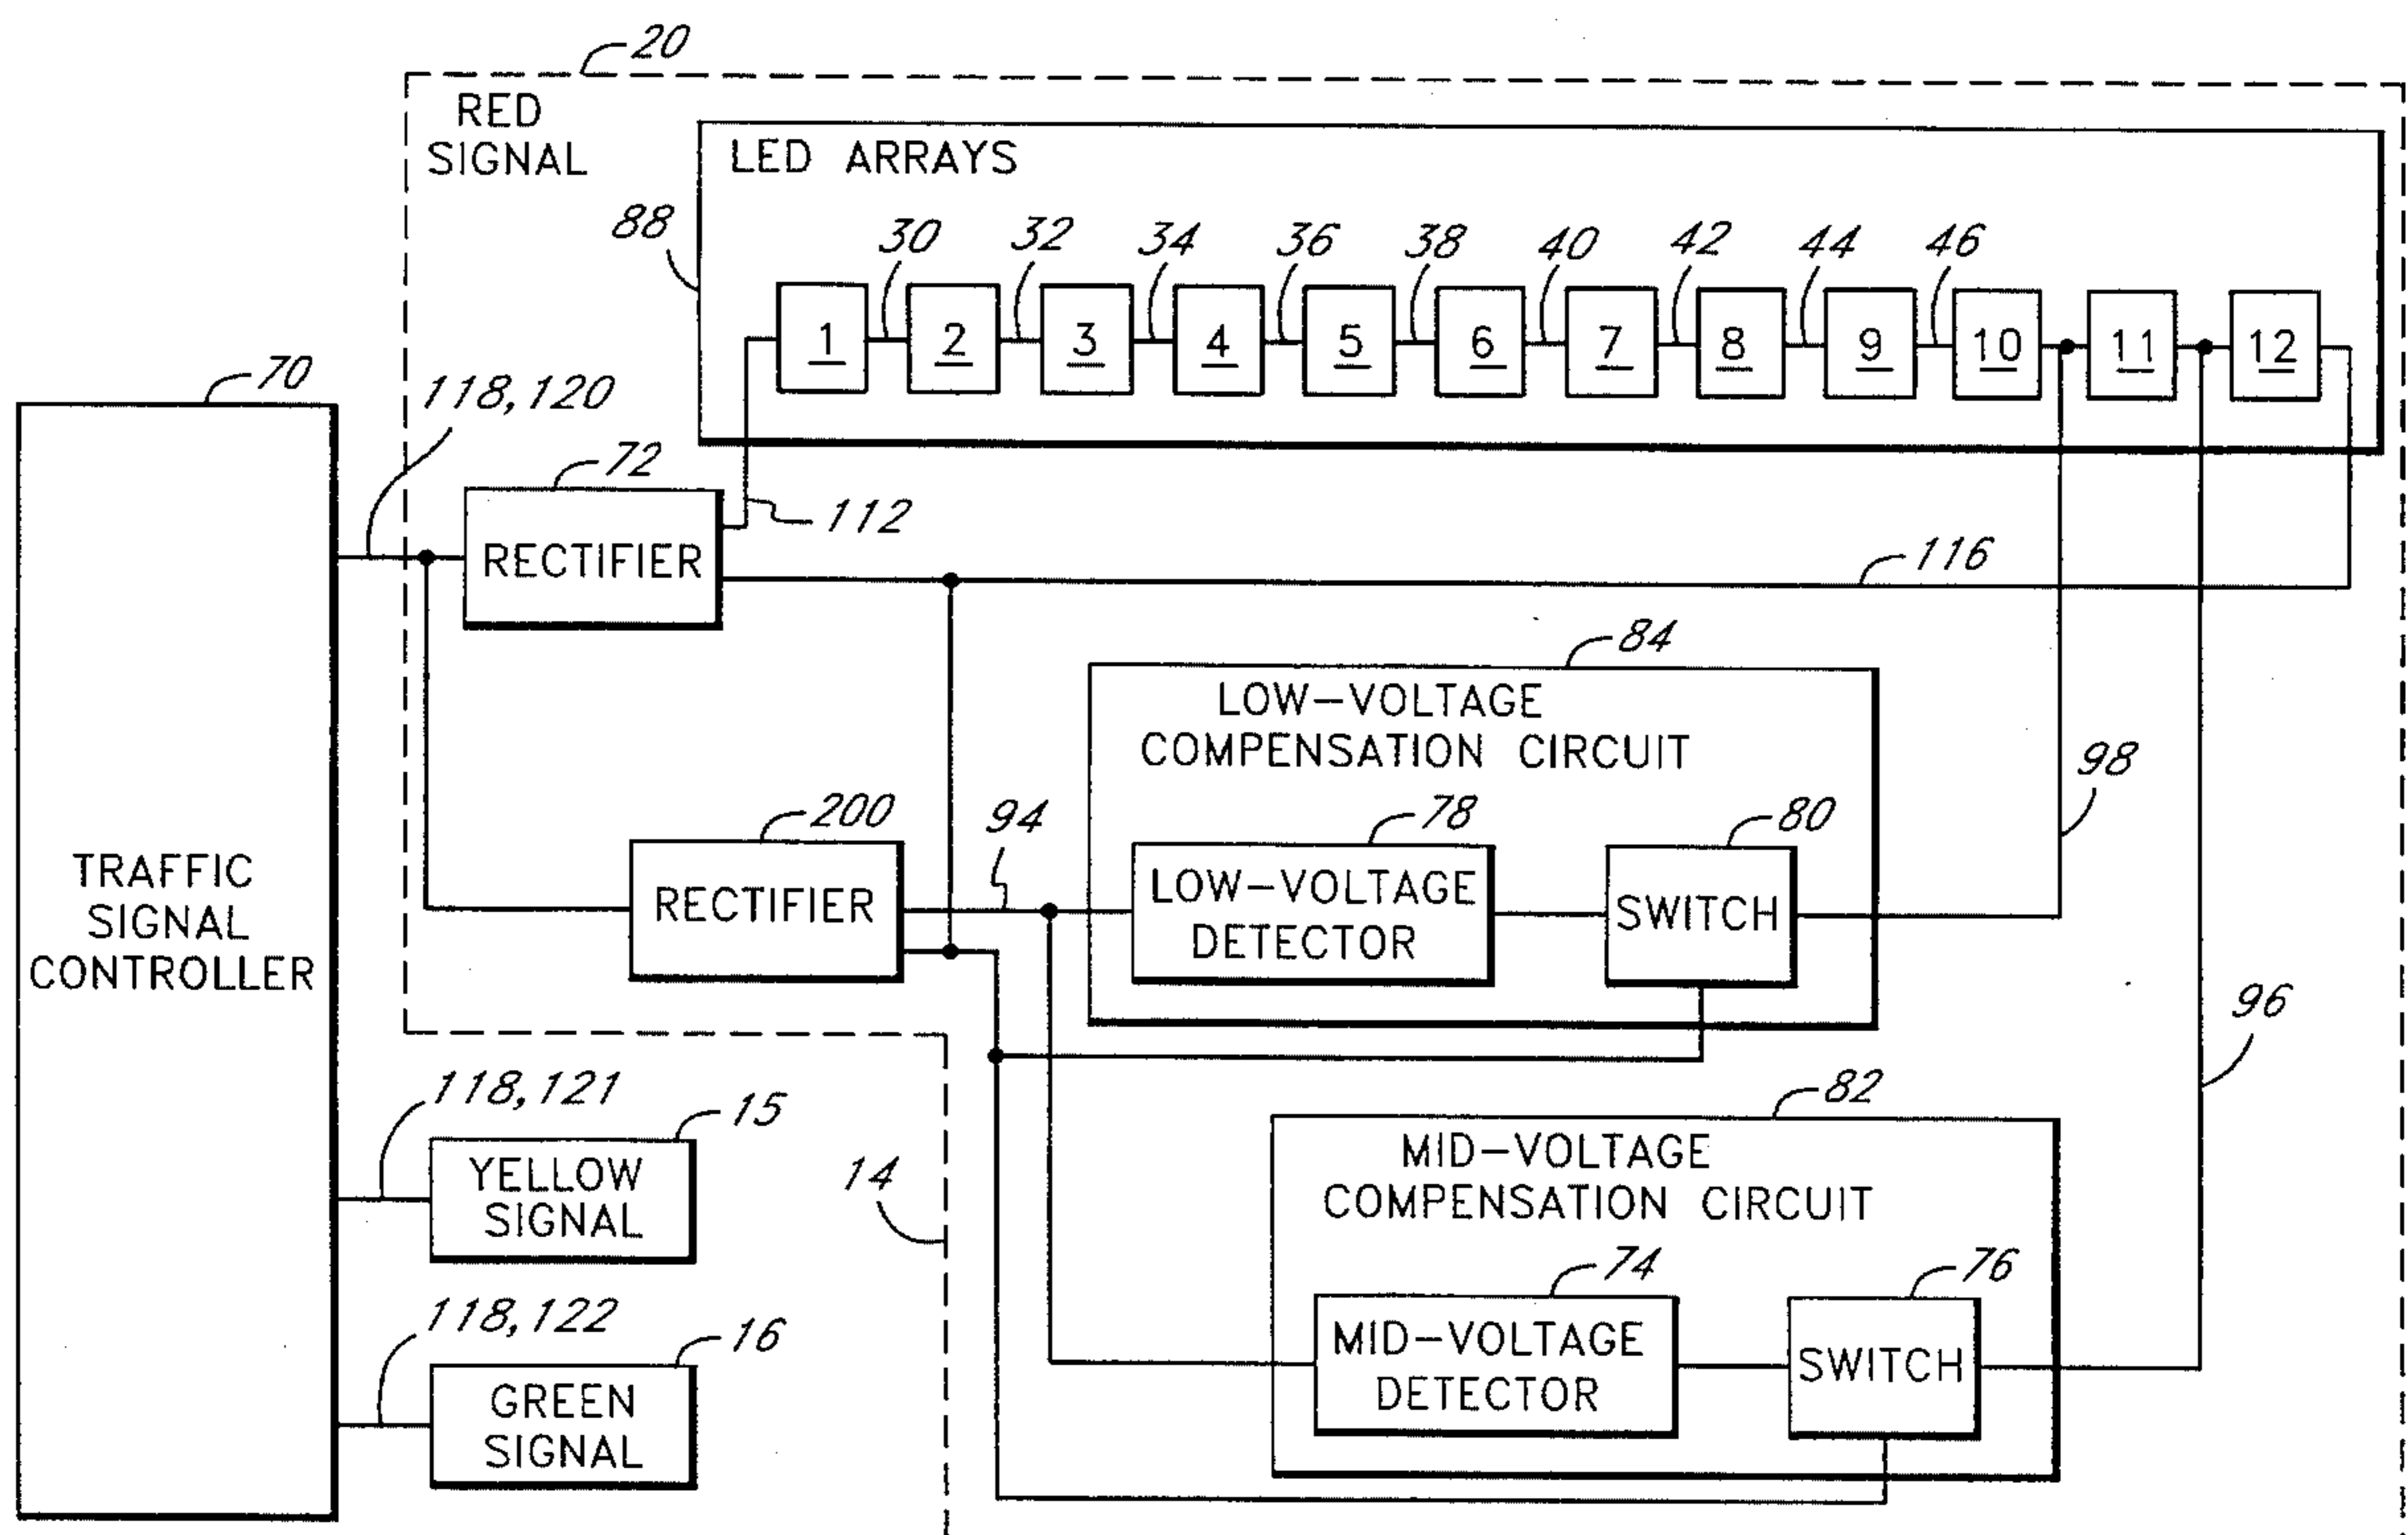 20
RED
SIGNAL
LED ARRAYS
88
30
32
34
36
38
40
42
44
46
1
2
3
4
5
6
7
8
9
10
11
12
70
118,120
72
112
RECTIFIER
116
84
LOW-VOLTAGE
COMPENSATION CIRCUIT
98
200
94
78
80
RECTIFIER
LOW-VOLTAGE
DETECTOR
SWITCH
TRAFFIC
SIGNAL
CONTROLLER
96
118,121
15
YELLOW
SIGNAL
14
82
MID-VOLTAGE
COMPENSATION CIRCUIT
74
76
MID-VOLTAGE
DETECTOR
SWITCH
118,122
16
GREEN
SIGNAL